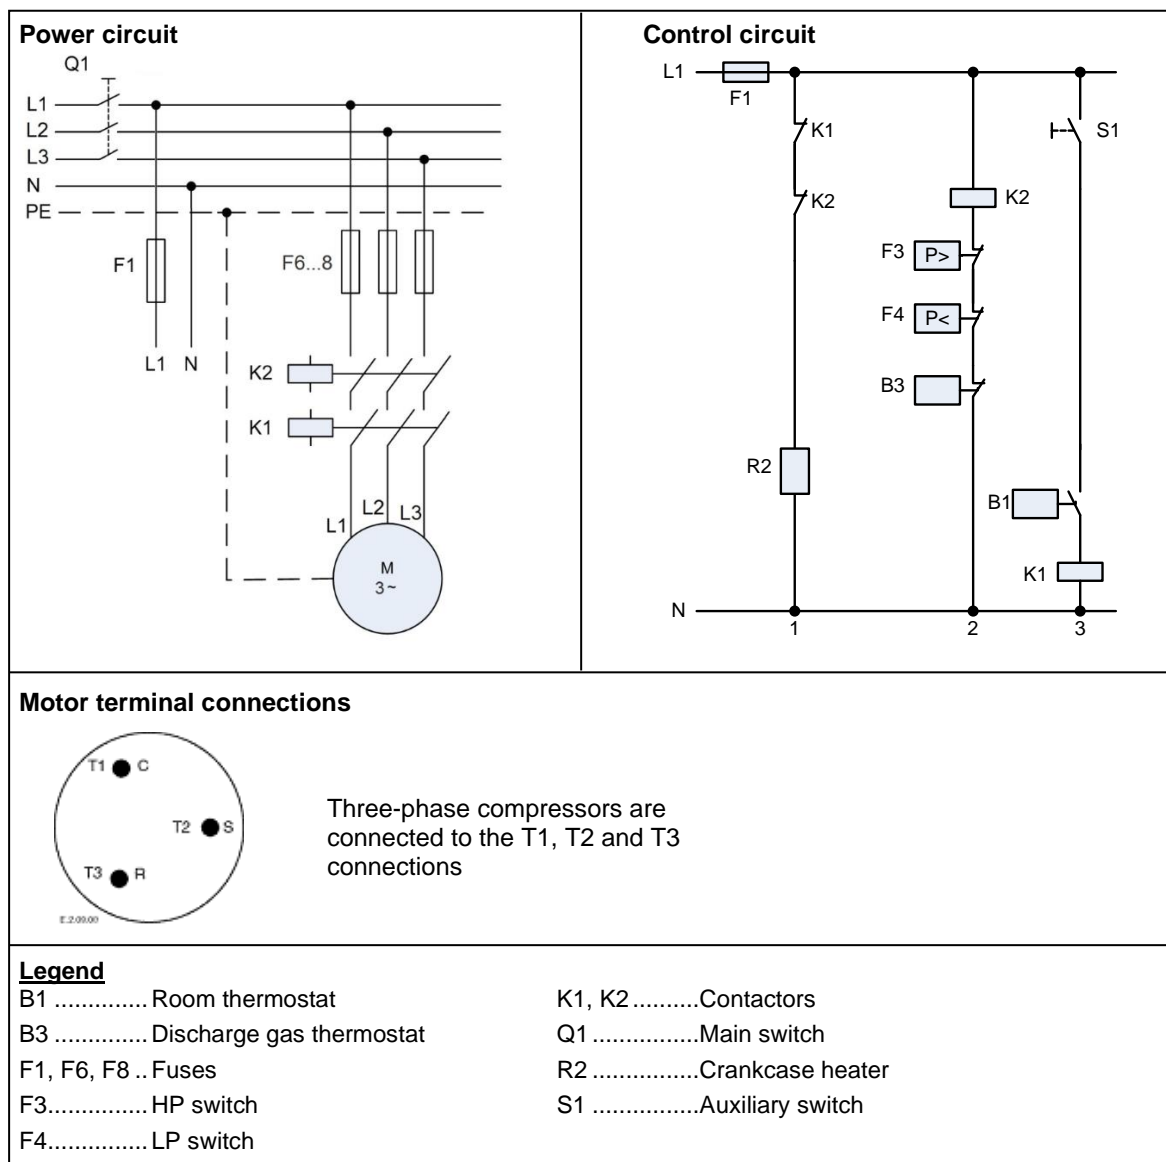 Power circuit
Q1
L1
L2
L3
N
PE
F1
F6...8
L1 N
K2
K1
L1 L2 L3
M
3~
Control circuit
L1
F1
K1
S1
K2
K2
F3 P>
F4 P<
B3
R2
B1
K1
N
1 2 3
Motor terminal connections
T1 C
T2 S
T3 R
E.2.09.00
Three-phase compressors are
connected to the T1, T2 and T3
connections
Legend
B1 .............. Room thermostat
B3 .............. Discharge gas thermostat
F1, F6, F8 .. Fuses
F3............... HP switch
F4............... LP switch
K1, K2 ..........Contactors
Q1 ................Main switch
R2 ................Crankcase heater
S1 ................Auxiliary switch